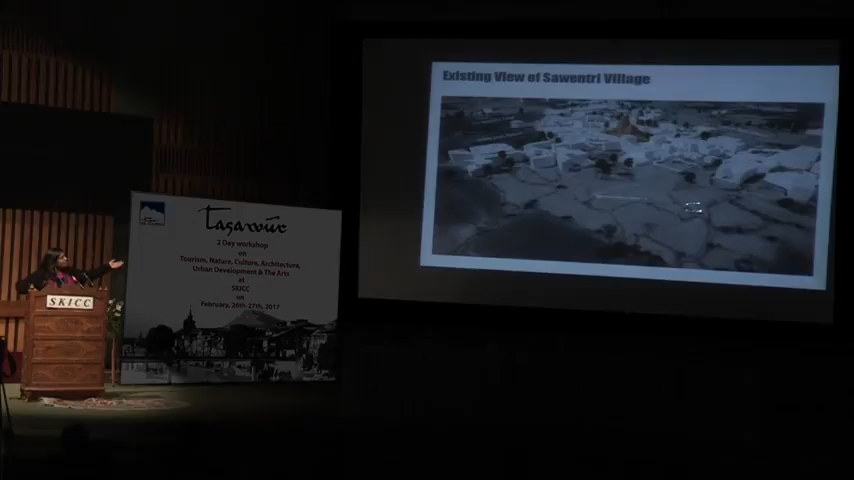 Existing View of Sawentri Village
Tasavvur
2 Day workshop
on
Tourism, Nature, Culture, Architecture,
Urban Development & The Arts
at
SKICC
on
February, 26th-27th, 2017
SKICC